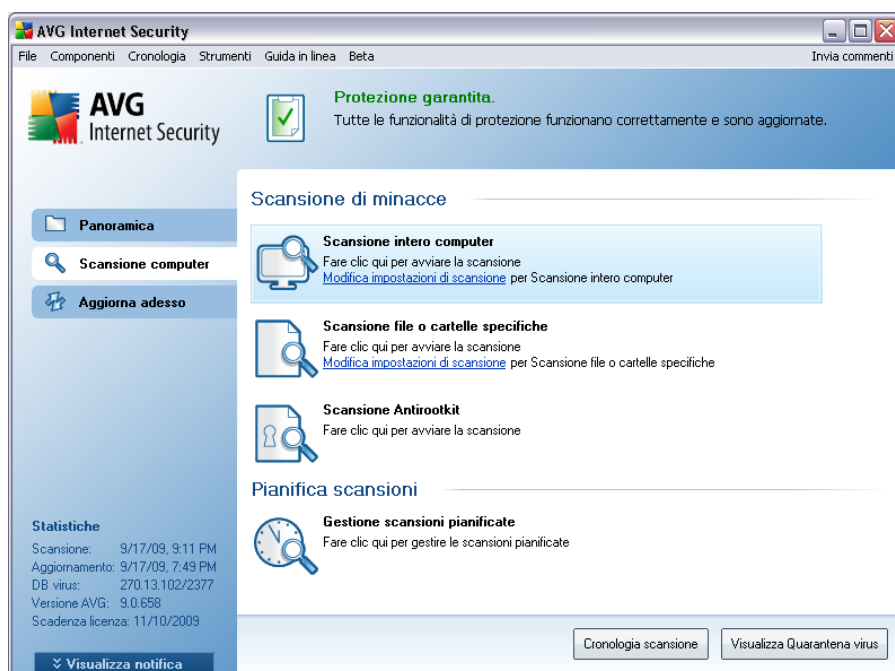 AVG Internet Security
File Componenti Cronologia Strumenti Guida in linea Beta Invia commenti
AVG
Internet Security
Protezione garantita.
Tutte le funzionalità di protezione funzionano correttamente e sono aggiornate.
Panoramica
Scansione computer
Aggiorna adesso
Scansione di minacce
Scansione intero computer
Fare clic qui per avviare la scansione
Modifica impostazioni di scansione per Scansione intero computer
Scansione file o cartelle specifiche
Fare clic qui per avviare la scansione
Modifica impostazioni di scansione per Scansione file o cartelle specifiche
Scansione Antirootkit
Fare clic qui per avviare la scansione
Pianifica scansioni
Gestione scansioni pianificate
Fare clic qui per gestire le scansioni pianificate
Statistiche
Scansione: 9/17/09, 9:11 PM
Aggiornamento: 9/17/09, 7:49 PM
DB virus: 270.13.102/2377
Versione AVG: 9.0.658
Scadenza licenza: 11/10/2009
Visualizza notifica
Cronologia scansione
Visualizza Quarantena virus